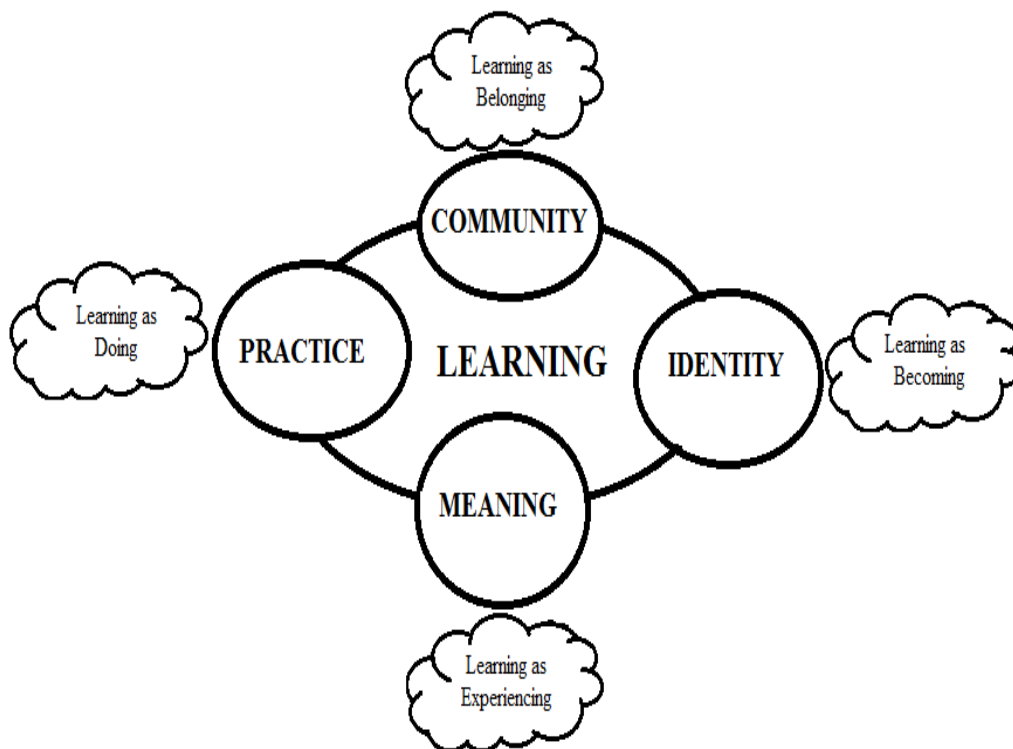 Learning as
Belonging
COMMUNITY
Learning as
Doing
PRACTICE
LEARNING
IDENTITY
Learning as
Becoming
MEANING
Learning as
Experiencing